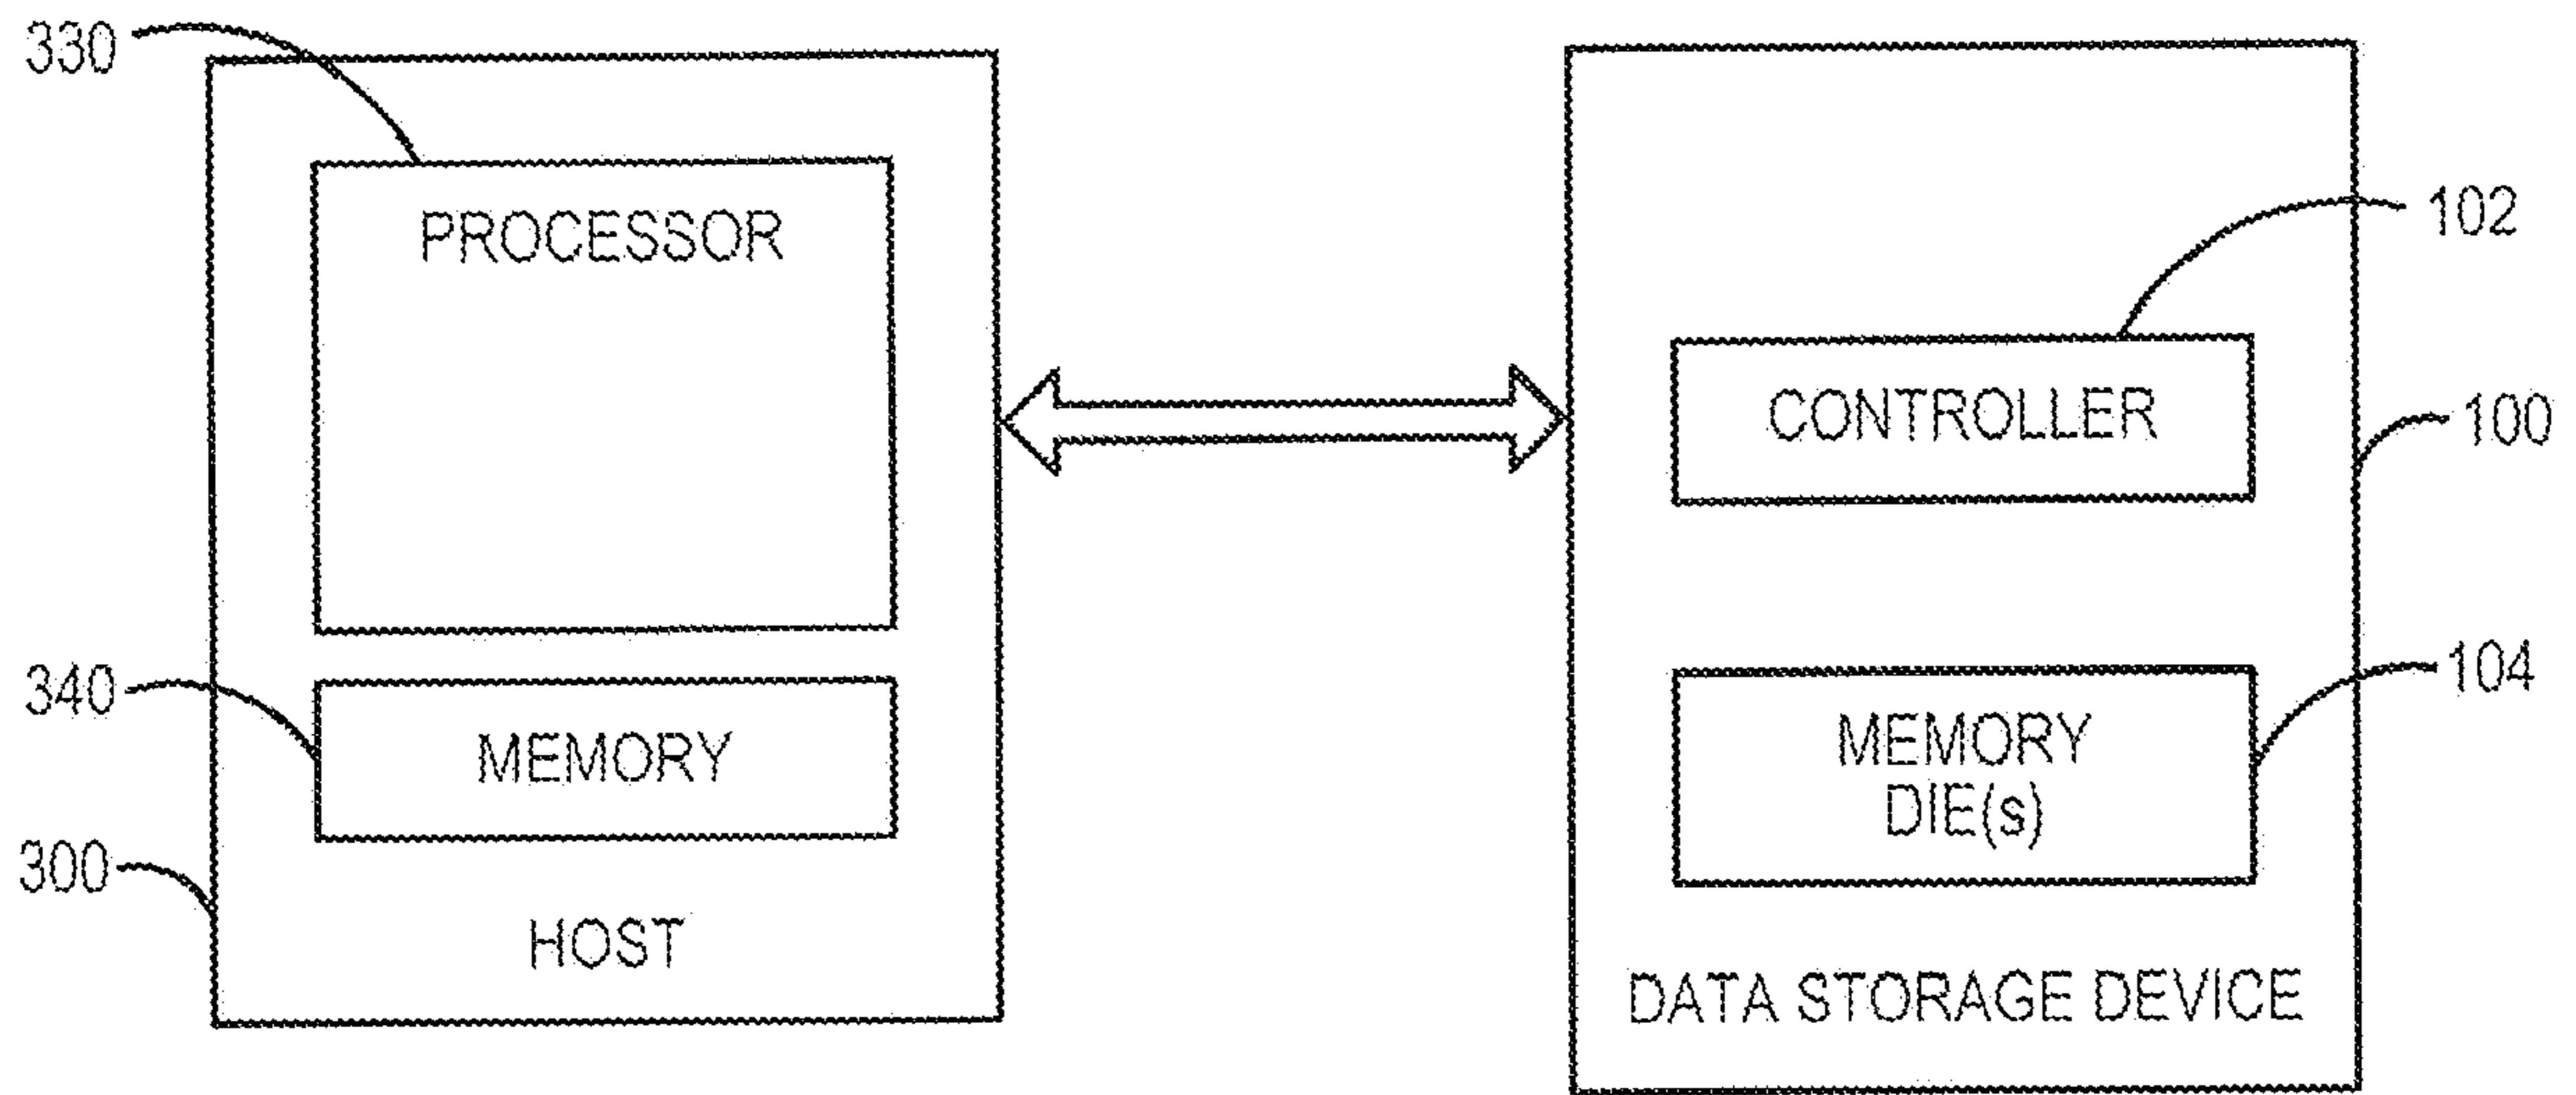 330
PROCESSOR
340
MEMORY
300
HOST
102
CONTROLLER
100
104
MEMORY
DIE(s)
DATA STORAGE DEVICE